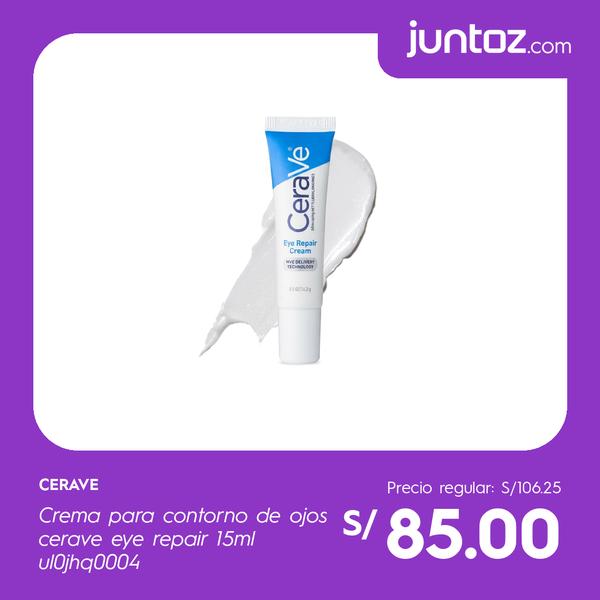 juntoz.com
CeraVe
Eye Repair
Cream
MVE DELIVERY
TECHNOLOGY
CERAVE
Precio regular: S/106.25
Crema para contorno de ojos
cerave eye repair 15ml
ul0jhq0004
S/ 85.00